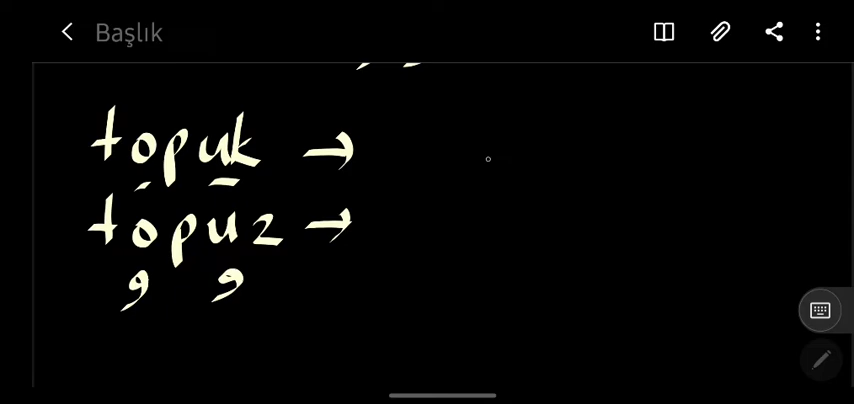 Başlık
topuk →
topuz →
و و